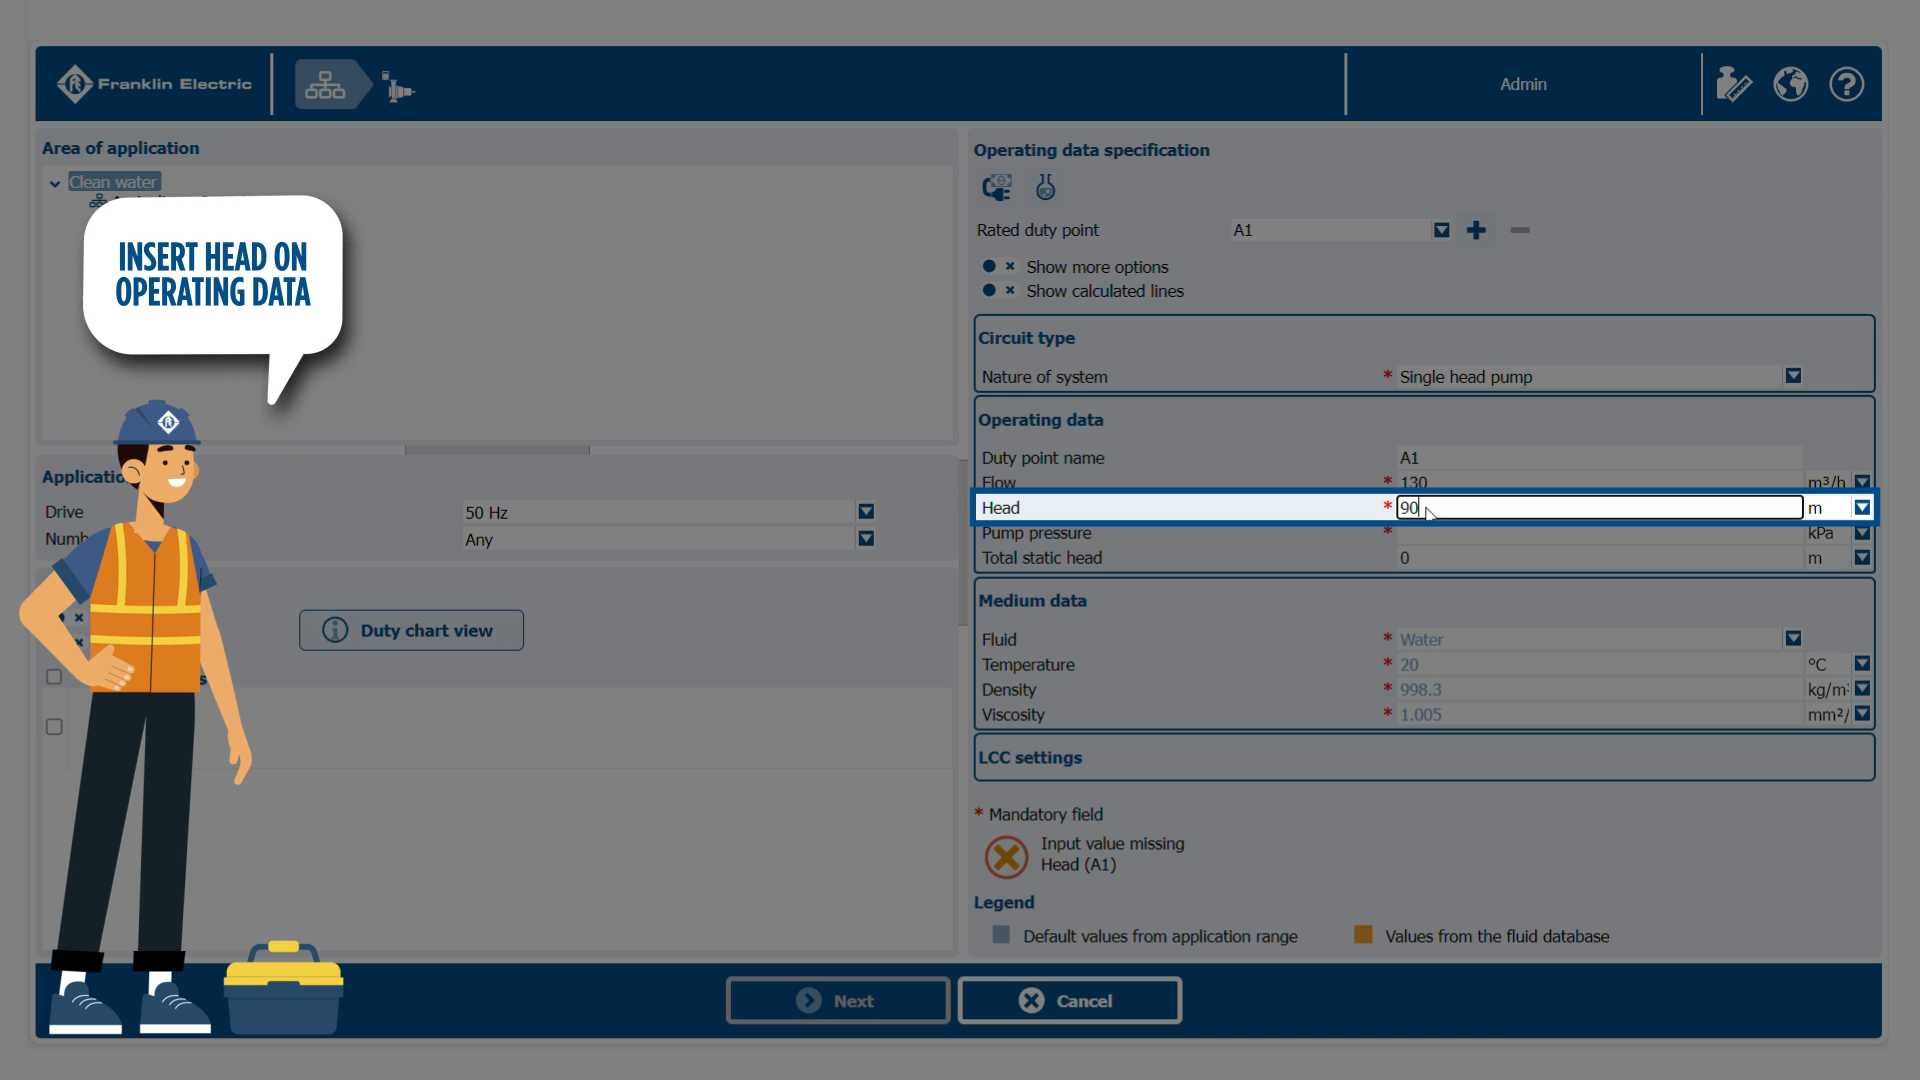 Franklin Electric
Admin
Area of application
Clean water
INSERT HEAD ON
OPERATING DATA
Applicatio
Drive
50 Hz
Numb
Any
Duty chart view
s
Operating data specification
Rated duty point
A1
Show more options
Show calculated lines
Circuit type
Nature of system
* Single head pump
Operating data
Duty point name
A1
Flow
* 130
m³/h
Head
* 90
m
Pump pressure
*
kPa
Total static head
0
m
Medium data
Fluid
* Water
Temperature
* 20
°C
Density
* 998.3
kg/m³
Viscosity
* 1.005
mm²/
LCC settings
* Mandatory field
Input value missing
Head (A1)
Legend
Default values from application range
Values from the fluid database
Next
Cancel